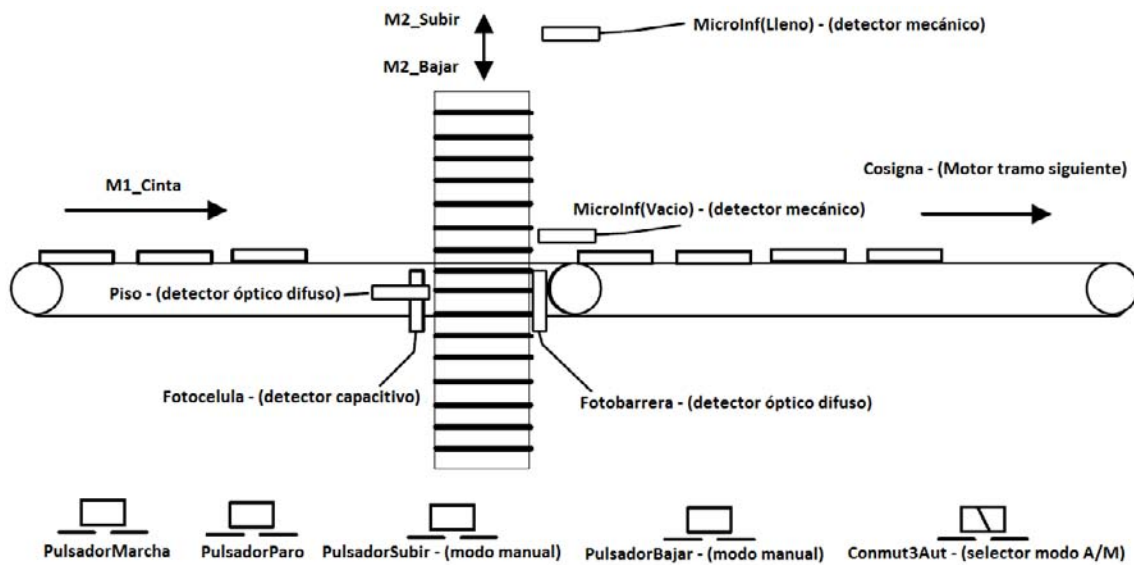 M2_Subir
MicroInf(Lleno) - (detector mecánico)
M2_Bajar
M1_Cinta
Cosigna - (Motor tramo siguiente)
MicroInf(Vacio) - (detector mecánico)
Piso - (detector óptico difuso)
Fotocelula - (detector capacitivo)
Fotobarrera - (detector óptico difuso)
PulsadorMarcha
PulsadorParo
PulsadorSubir - (modo manual)
PulsadorBajar - (modo manual)
Conmut3Aut - (selector modo A/M)